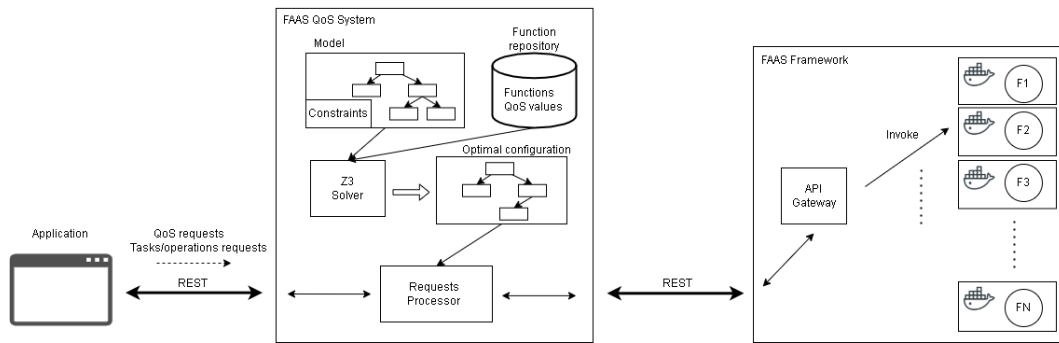 FAAS QoS System
Model
Constraints
Function
repository
Functions
QoS values
Z3
Solver
Optimal configuration
Requests
Processor
Application
QoS requests
Tasks/operations requests
REST
REST
FAAS Framework
API
Gateway
Invoke
F1
F2
F3
FN